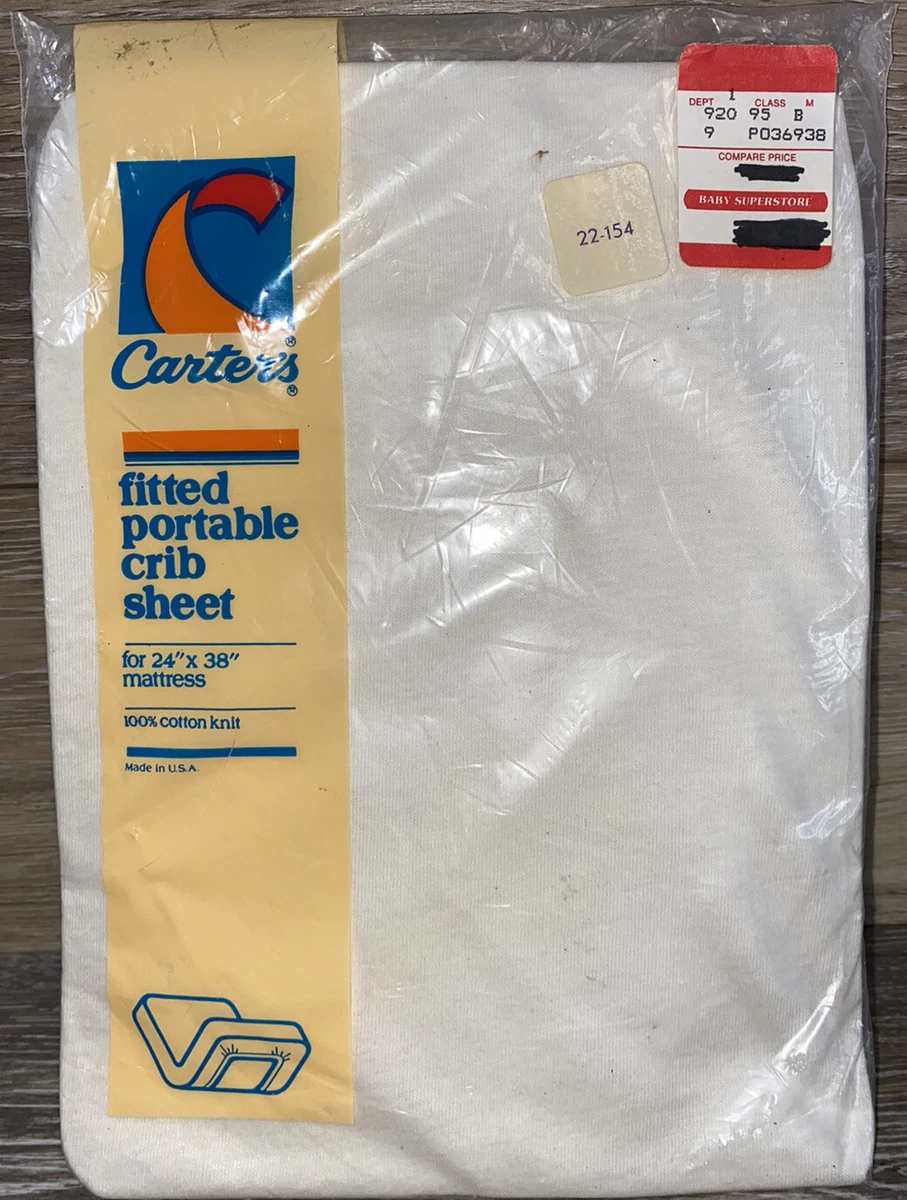 Carter's®
®
fitted
portable
crib
sheet
for 24" x 38"
mattress
100% cotton knit
Made in U.S.A.
22-154
1
DEPT CLASS M
920 95 B
9 P036938
COMPARE PRICE
BABY SUPERSTORE